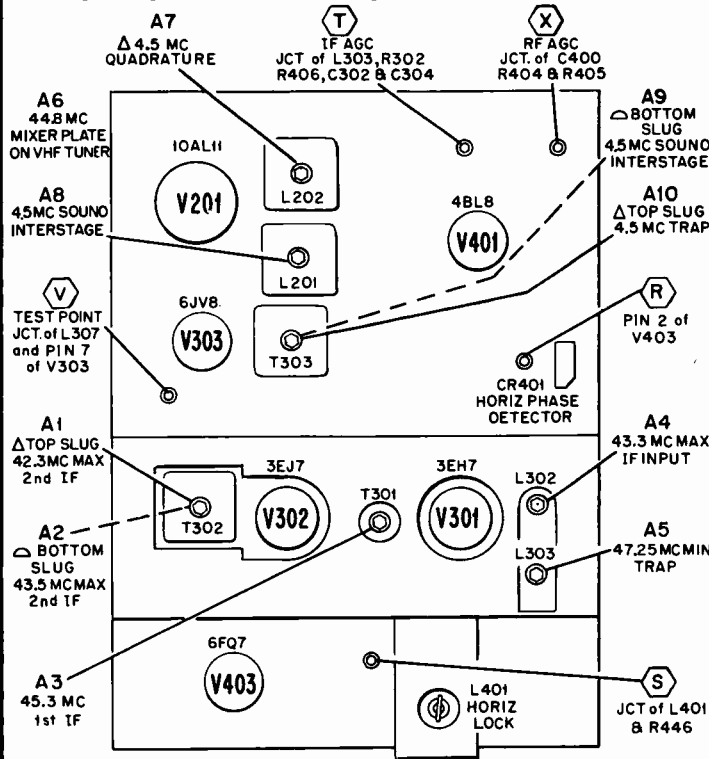 A7
Δ 4.5 MC
QUADRATURE
T
IF AGC
JCT of L303, R302
R406, C302 & C304
X
RF AGC
JCT. of C400
R404 & R405
A6
44.8 MC
MIXER PLATE
ON VHF TUNER
A9
⌓ BOTTOM
SLUG
4.5 MC SOUND
INTERSTAGE
10AL11
V201
L202
A8
4.5 MC SOUND
INTERSTAGE
L201
4BL8
V401
A10
Δ TOP SLUG
4.5 MC TRAP
V
TEST POINT
JCT. of L307
and PIN 7
of V303
6JV8
V303
T303
R
PIN 2 of
V403
CR401
HORIZ PHASE
DETECTOR
A1
Δ TOP SLUG
42.3 MC MAX
2nd IF
3EJ7
V302
T302
T301
3EH7
V301
L302
A4
43.3 MC MAX
IF INPUT
A2
⌓ BOTTOM
SLUG
43.5 MC MAX
2nd IF
L303
A5
47.25 MC MIN
TRAP
A3
45.3 MC
1st IF
6FQ7
V403
L401
HORIZ
LOCK
S
JCT of L401
& R446